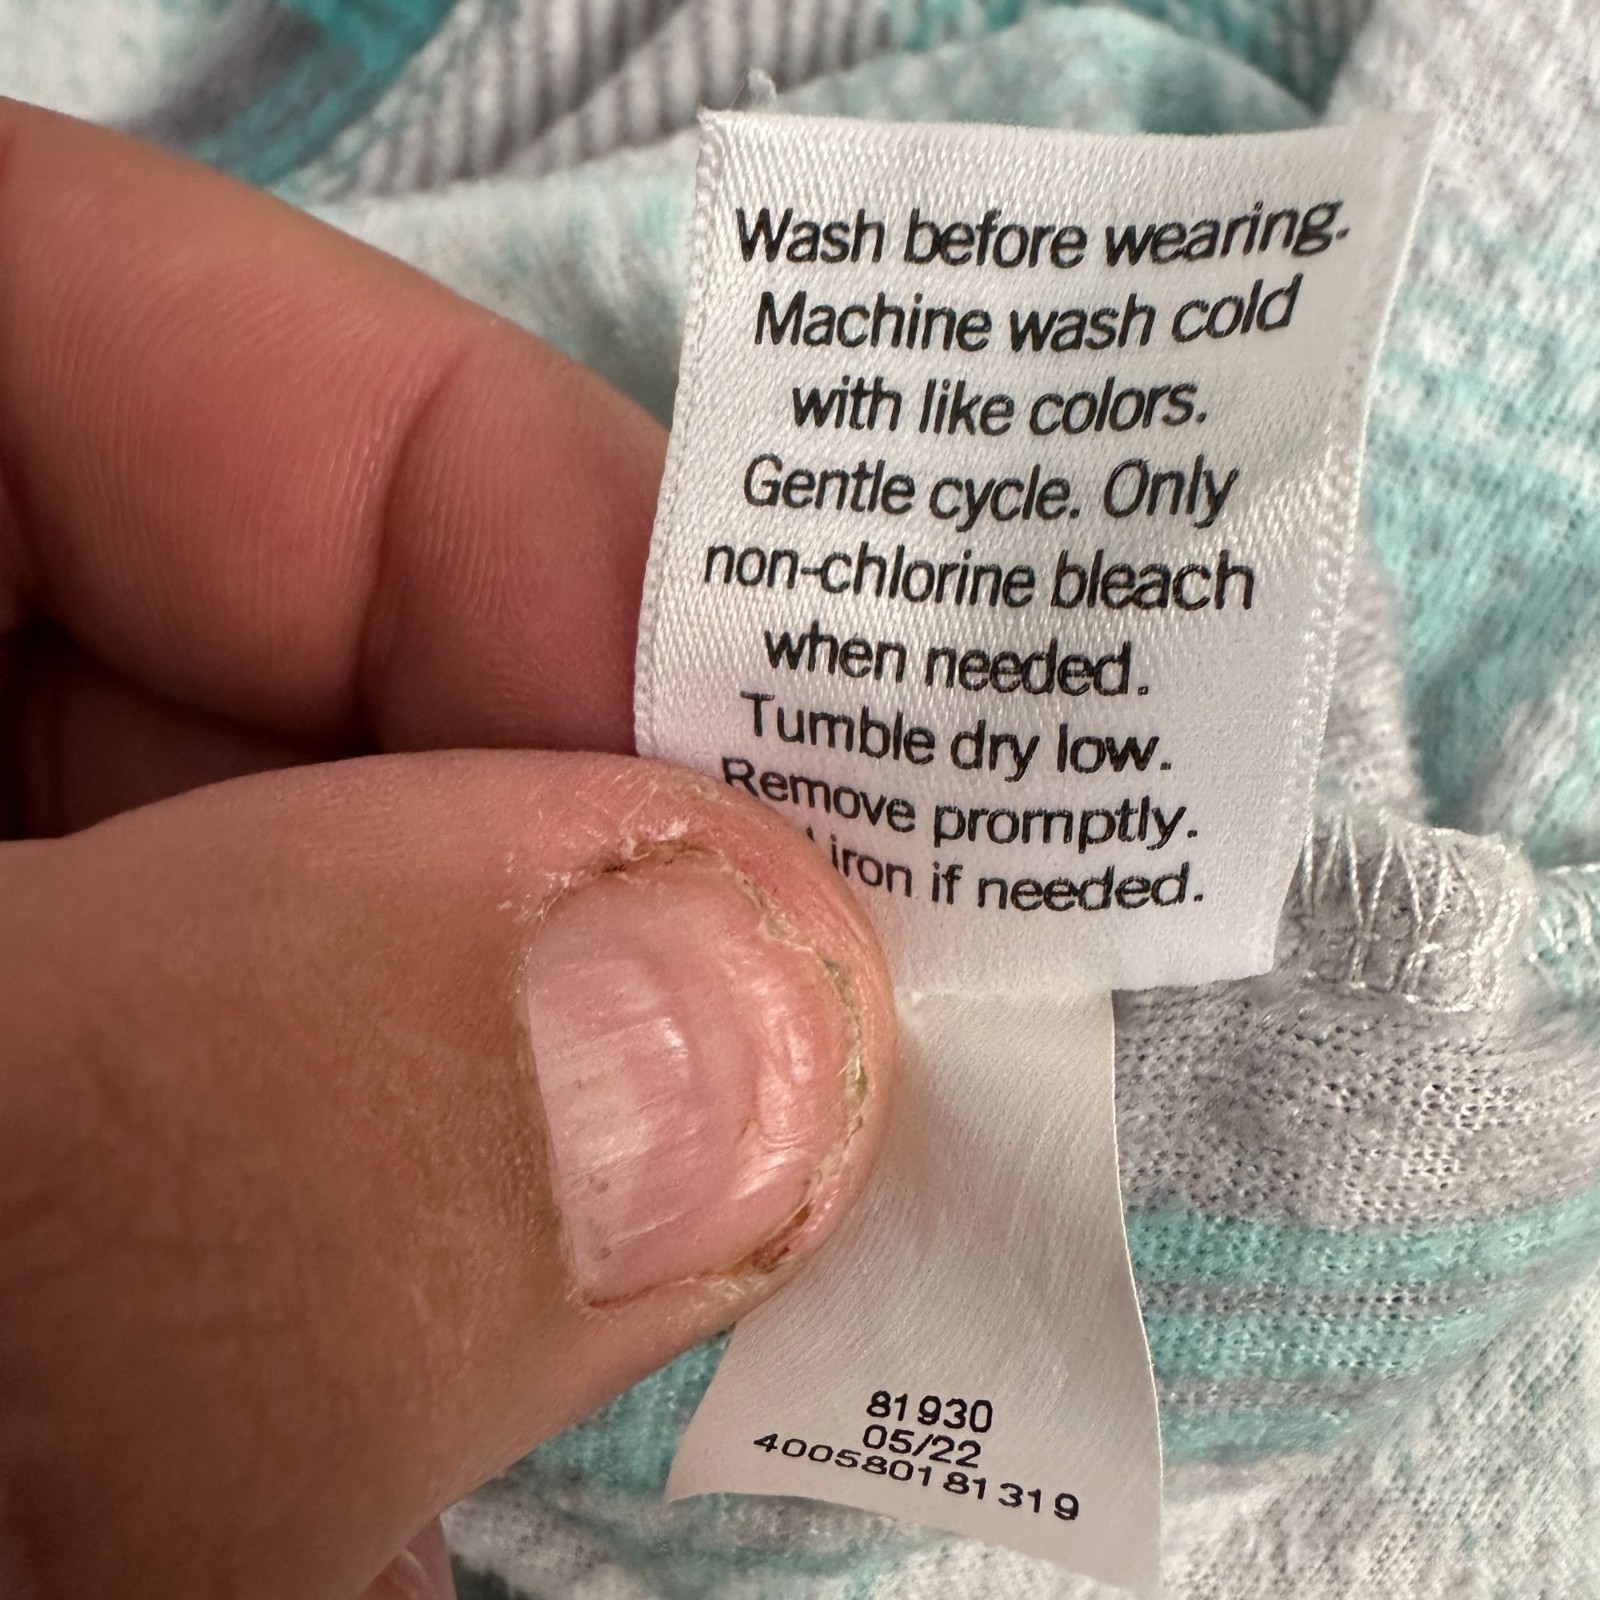 Wash before wearing.
Machine wash cold
with like colors.
Gentle cycle. Only
non-chlorine bleach
when needed.
Tumble dry low.
Remove promptly.
iron if needed.
81930
05/22
400580181319